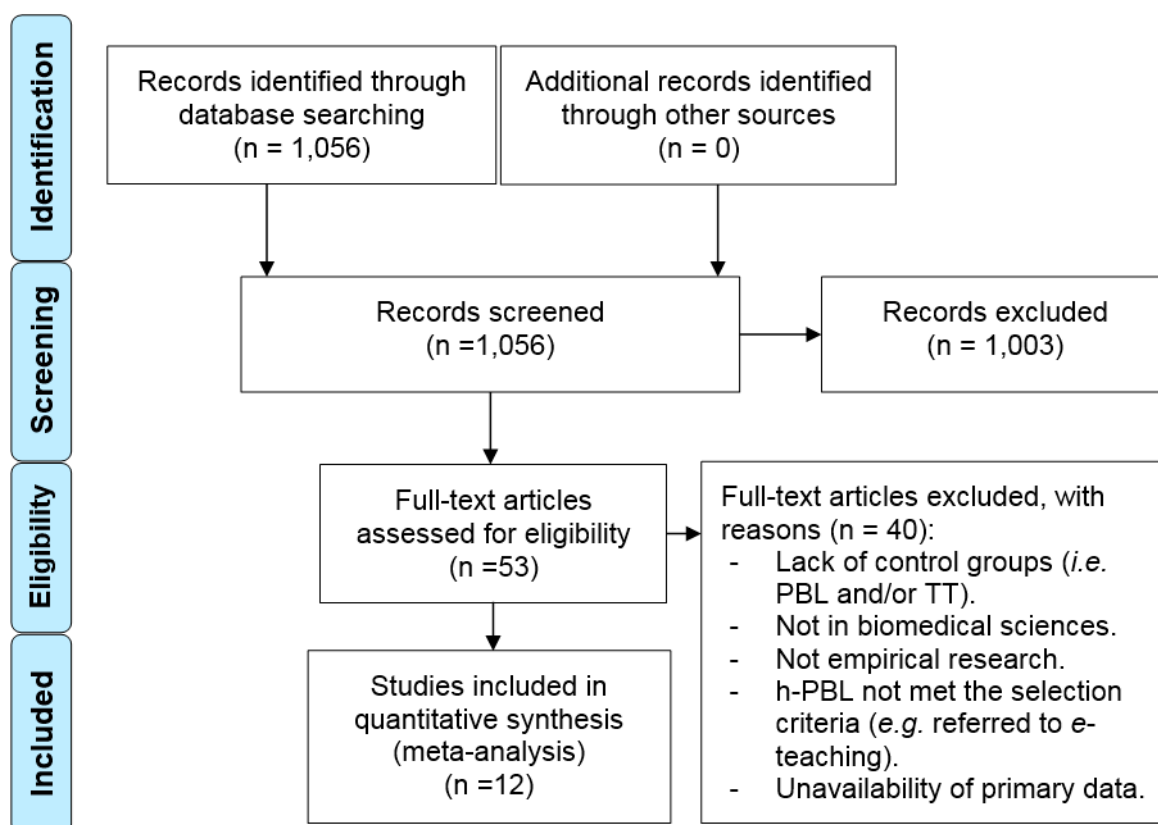 Identification
Records identified through
database searching
(n = 1,056)
Additional records identified
through other sources
(n = 0)
Screening
Records screened
(n =1,056)
Records excluded
(n = 1,003)
Eligibility
Full-text articles
assessed for eligibility
(n =53)
Full-text articles excluded, with
reasons (n = 40):
- Lack of control groups (i.e.
PBL and/or TT).
- Not in biomedical sciences.
- Not empirical research.
- h-PBL not met the selection
criteria (e.g. referred to e-
teaching).
- Unavailability of primary data.
Included
Studies included in
quantitative synthesis
(meta-analysis)
(n =12)